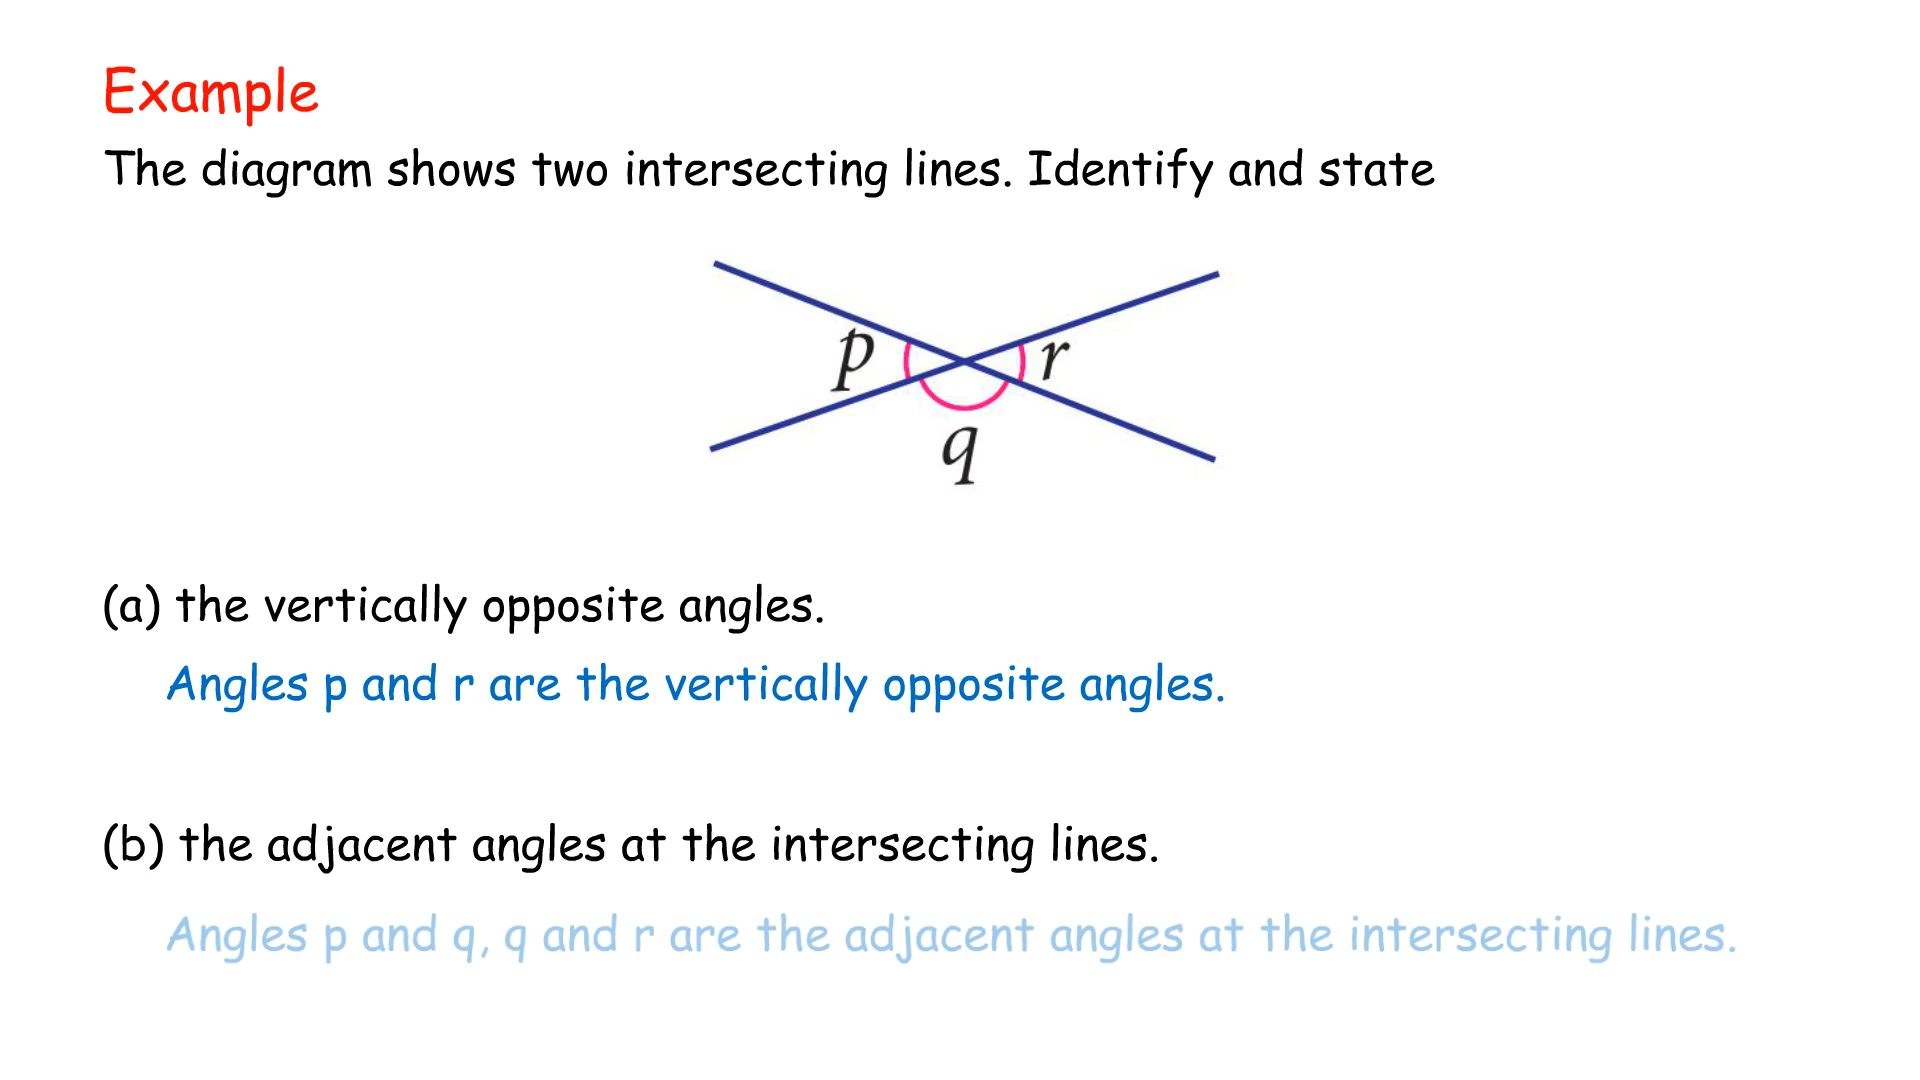 Example
The diagram shows two intersecting lines. Identify and state
p
r
q
(a) the vertically opposite angles.
Angles p and r are the vertically opposite angles.
(b) the adjacent angles at the intersecting lines.
Angles p and q, q and r are the adjacent angles at the intersecting lines.